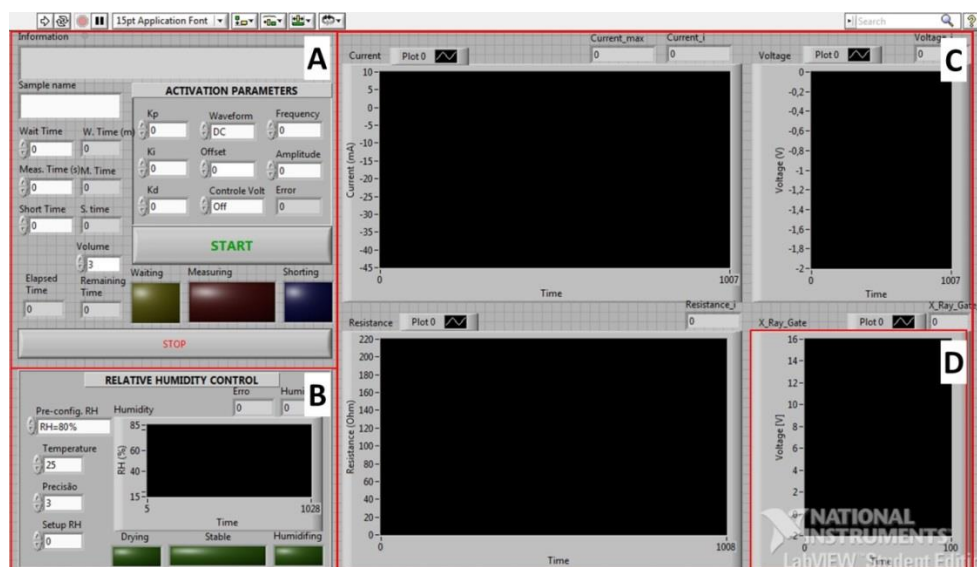 15pt Application Font
Search
Information
A
Sample name
ACTIVATION PARAMETERS
Kp
Waveform
Frequency
0
DC
0
Wait Time
W. Time (m)
0
0
Ki
Offset
Amplitude
0
0
0
Meas. Time (s)
M. Time
0
0
Kd
Controle Volt
Error
0
Off
0
Short Time
S. time
0
0
START
Volume
3
Elapsed Time
Remaining Time
0
0
Waiting
Measuring
Shorting
STOP
RELATIVE HUMIDITY CONTROL
B
Erro
0
0
Pre-config. RH
RH=80%
Temperature
25
Precisão
3
Setup RH
0
Humidity
RH (%)
85
60
40
15
5
1028
Time
Drying
Stable
Humidifing
C
Current
Plot 0
Current_max
0
Current_i
0
Current (mA)
10
5
0
-5
-10
-15
-20
-25
-30
-35
-40
-45
0
1007
Time
Voltage
Plot 0
0
Voltage (V)
0
-0,2
-0,4
-0,6
-0,8
-1
-1,2
-1,4
-1,6
-1,8
-2
0
1007
Time
Resistance
Plot 0
Resistance_i
0
Resistance (Ohm)
220
200
180
160
140
120
100
80
60
40
20
0
0
1008
Time
D
X_Ray_Gate
Plot 0
X_Ray_Gate
0
Voltage [V]
16
14
12
10
8
6
4
2
0
-2
0
100
Time
NATIONAL
INSTRUMENTS
LabVIEW Student Editi